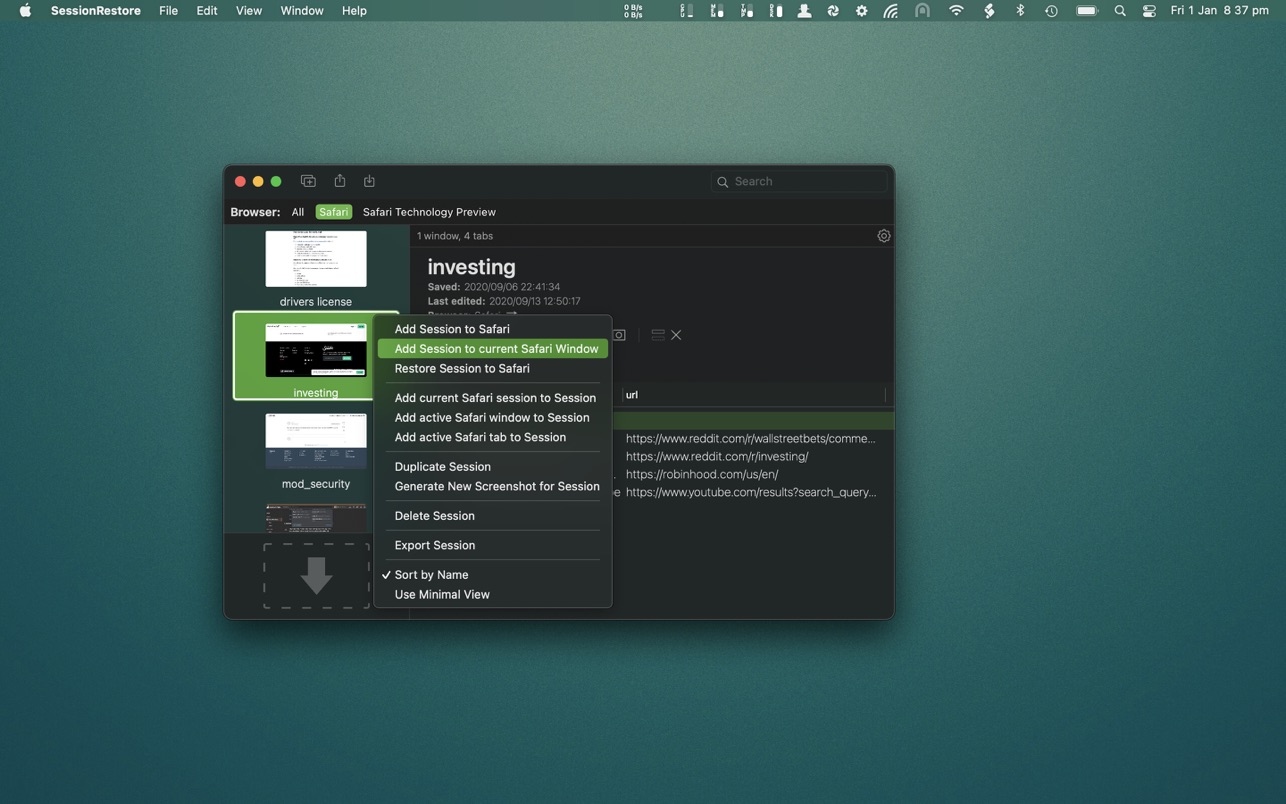 SessionRestore File Edit View Window Help
0 B/s
0 B/s
Fri 1 Jan 8 37 pm
Search
Browser: All Safari Safari Technology Preview
1 window, 4 tabs
drivers license
investing
mod_security
investing
Saved: 2020/09/06 22:41:34
Last edited: 2020/09/13 12:50:17
Add Session to Safari
Add Session to current Safari Window
Restore Session to Safari
Add current Safari session to Session
Add active Safari window to Session
Add active Safari tab to Session
Duplicate Session
Generate New Screenshot for Session
Delete Session
Export Session
✓ Sort by Name
Use Minimal View
url
https://www.reddit.com/r/wallstreetbets/comme...
https://www.reddit.com/r/investing/
https://robinhood.com/us/en/
https://www.youtube.com/results?search_query...